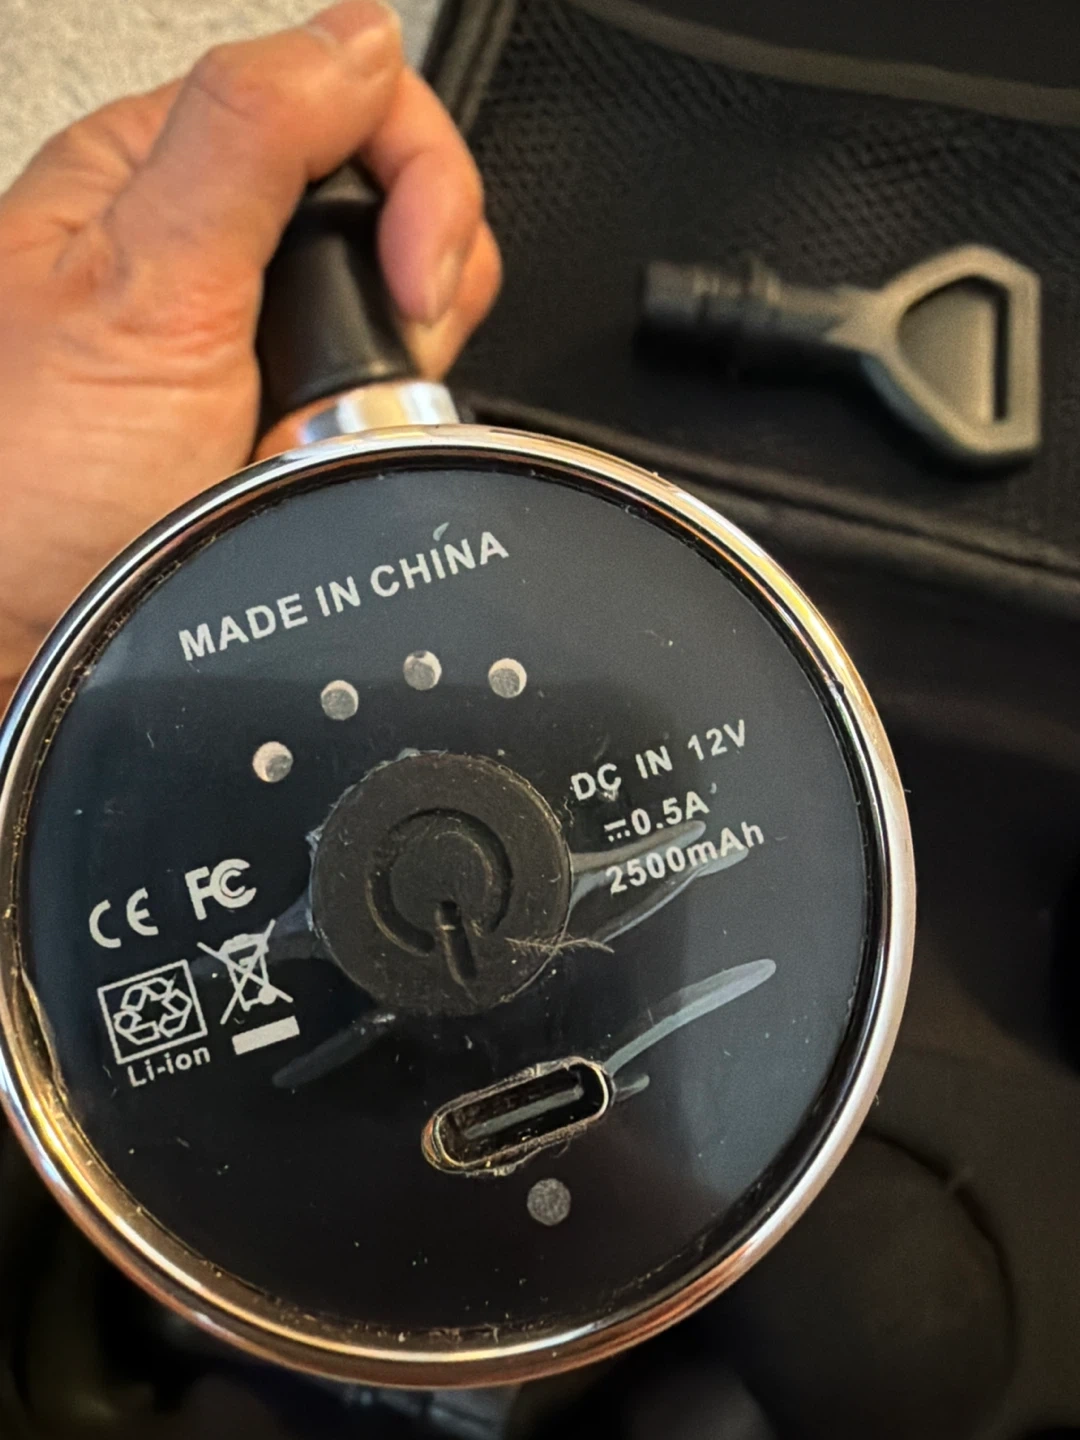 MADE IN CHINA
DC IN 12V
⎓0.5A
2500mAh
CE FC
Li-ion